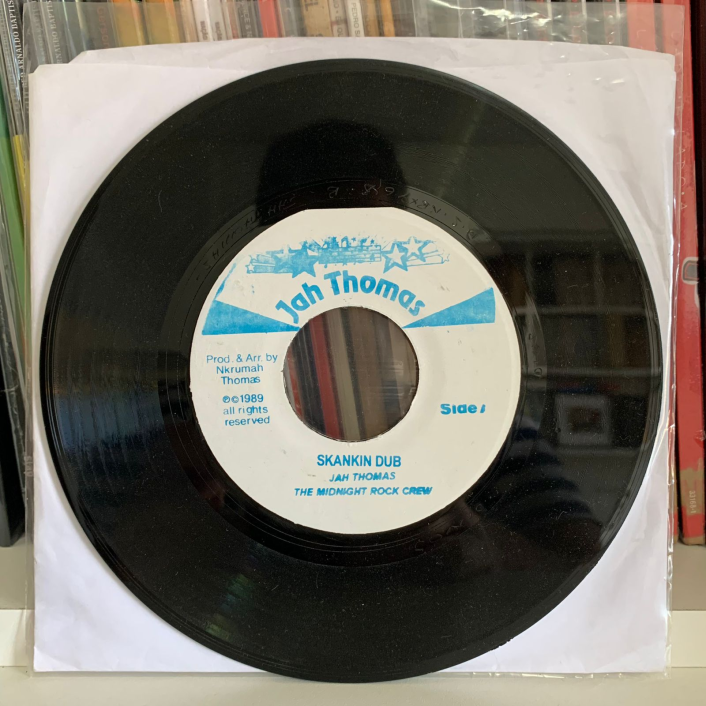 Jah Thomas
Prod. & Arr. by
Nkrumah
Thomas
℗©1989
all rights
reserved
Side
SKANKIN DUB
JAH THOMAS
THE MIDNIGHT ROCK CREW